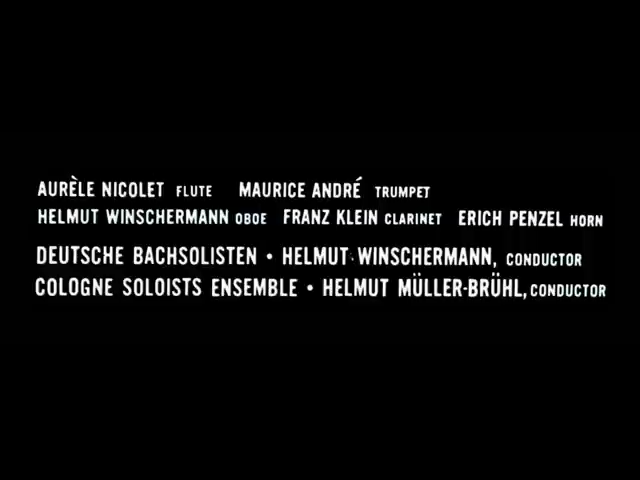 AURÈLE NICOLET FLUTE MAURICE ANDRÉ TRUMPET
HELMUT WINSCHERMANN OBOE FRANZ KLEIN CLARINET ERICH PENZEL HORN
DEUTSCHE BACHSOLISTEN • HELMUT WINSCHERMANN, CONDUCTOR
COLOGNE SOLOISTS ENSEMBLE • HELMUT MÜLLER-BRÜHL, CONDUCTOR